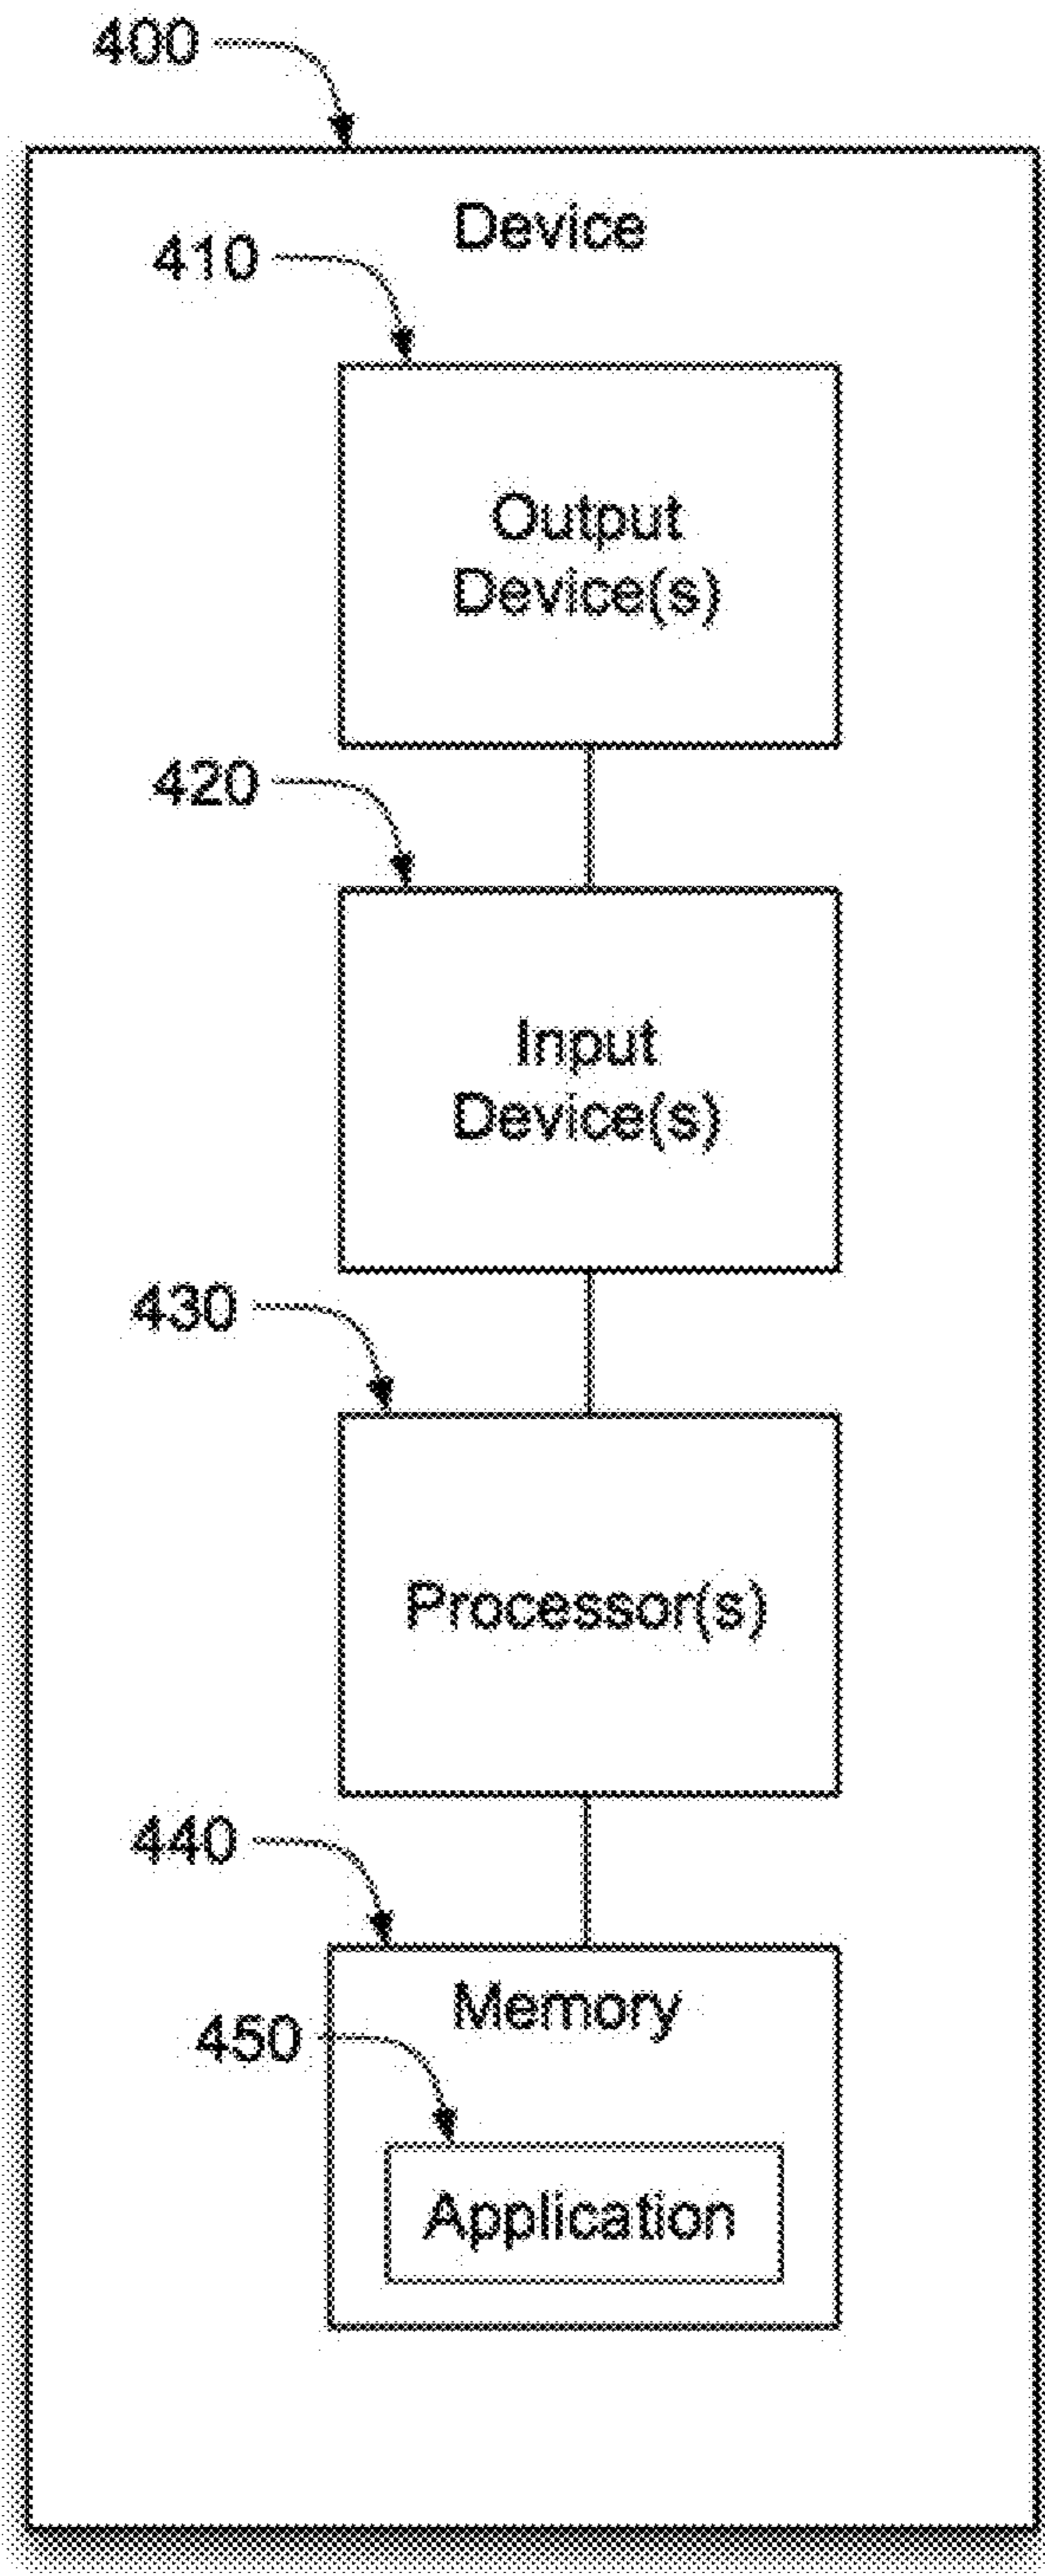 400
Device
410
Output
Device(s)
420
Input
Device(s)
430
Processor(s)
440
Memory
450
Application